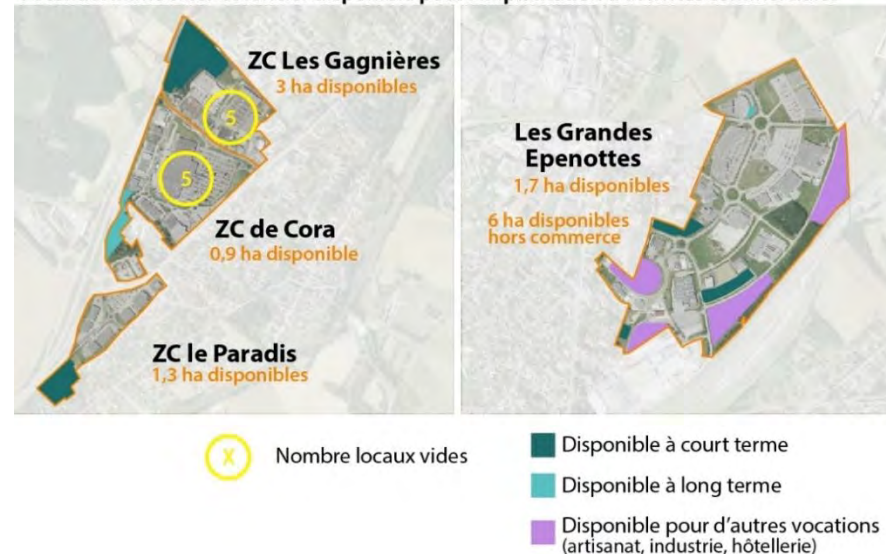 ZC Les Gagnières
3 ha disponibles
5
5
ZC de Cora
0,9 ha disponible
ZC le Paradis
1,3 ha disponibles
Les Grandes
Epenottes
1,7 ha disponibles
6 ha disponibles
hors commerce
X
Nombre locaux vides
Disponible à court terme
Disponible à long terme
Disponible pour d'autres vocations
(artisanat, industrie, hôtellerie)